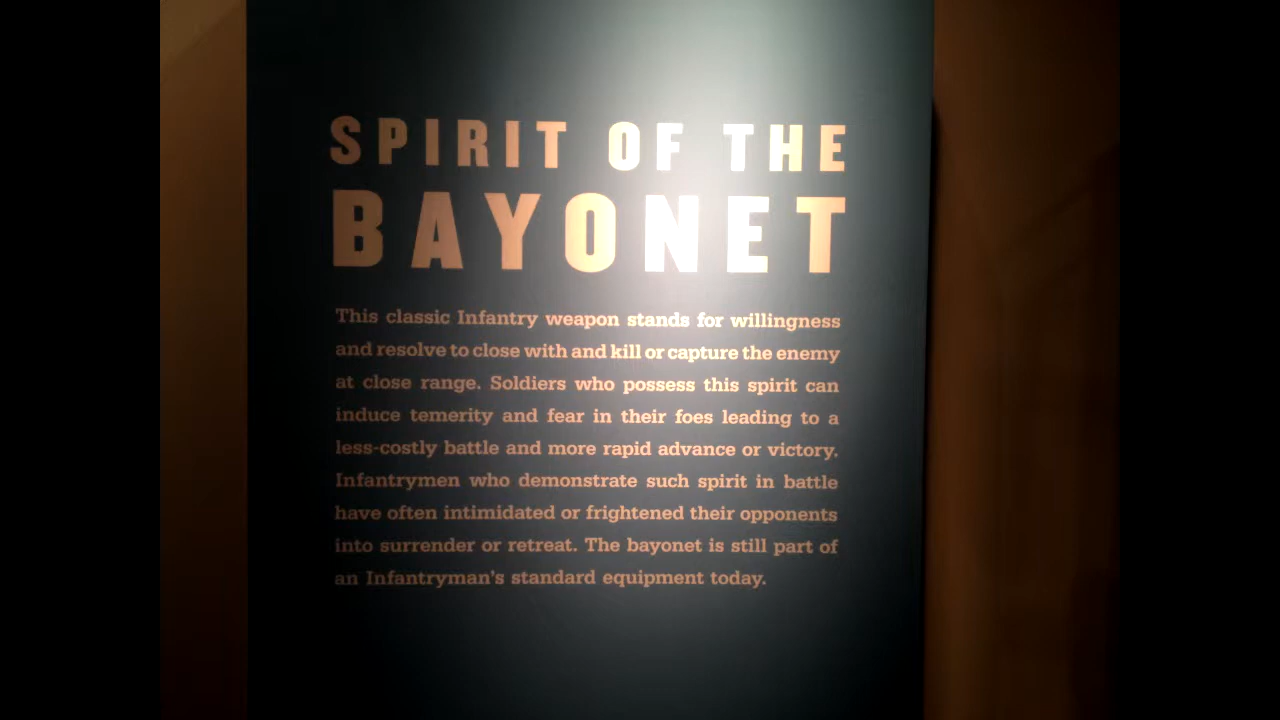 SPIRIT OF THE
BAYONET
This classic Infantry weapon stands for willingness
and resolve to close with and kill or capture the enemy
at close range. Soldiers who possess this spirit can
induce temerity and fear in their foes leading to a
less-costly battle and more rapid advance or victory.
Infantrymen who demonstrate such spirit in battle
have often intimidated or frightened their opponents
into surrender or retreat. The bayonet is still part of
an Infantryman's standard equipment today.